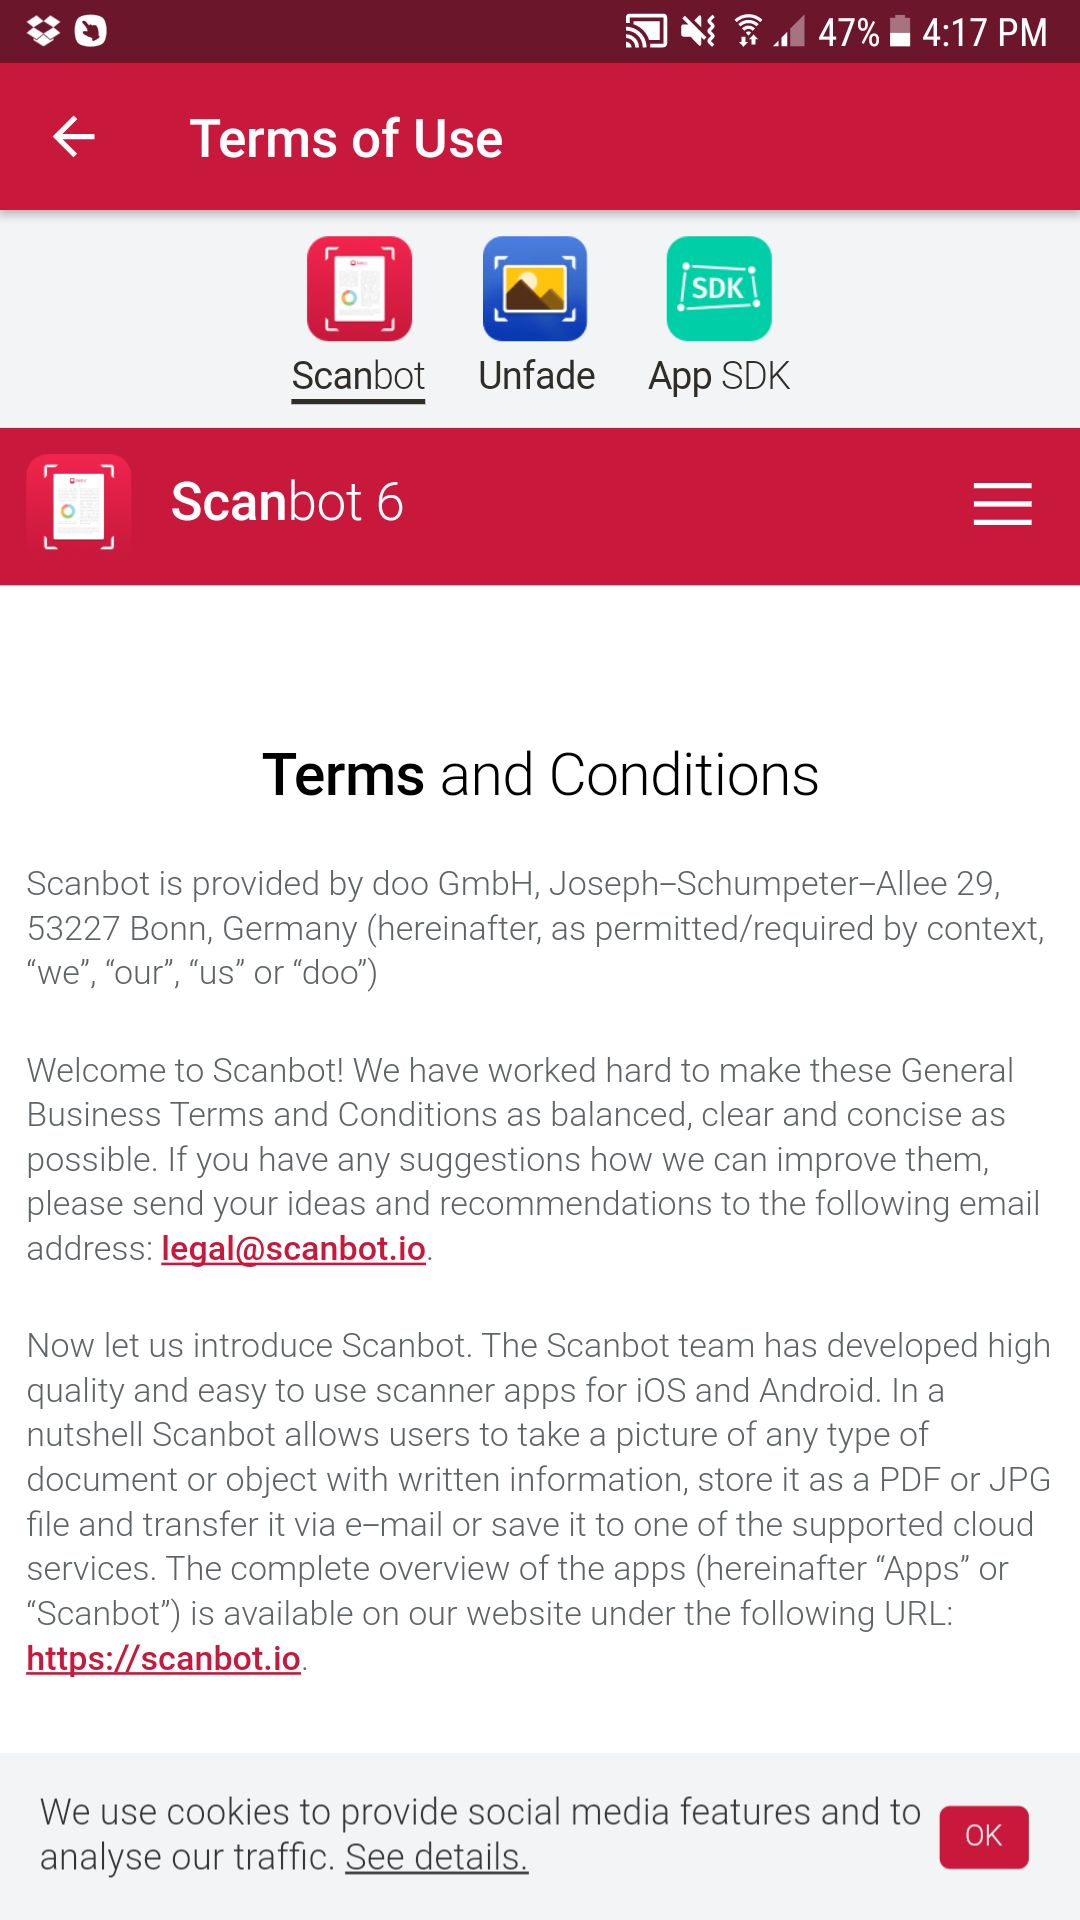 47% 4:17 PM
Terms of Use
SDK
Scanbot Unfade App SDK
Scanbot 6
Terms and Conditions
Scanbot is provided by doo GmbH, Joseph–Schumpeter–Allee 29,
53227 Bonn, Germany (hereinafter, as permitted/required by context,
“we”, “our”, “us” or “doo”)
Welcome to Scanbot! We have worked hard to make these General
Business Terms and Conditions as balanced, clear and concise as
possible. If you have any suggestions how we can improve them,
please send your ideas and recommendations to the following email
address: legal@scanbot.io.
Now let us introduce Scanbot. The Scanbot team has developed high
quality and easy to use scanner apps for iOS and Android. In a
nutshell Scanbot allows users to take a picture of any type of
document or object with written information, store it as a PDF or JPG
file and transfer it via e–mail or save it to one of the supported cloud
services. The complete overview of the apps (hereinafter “Apps” or
“Scanbot”) is available on our website under the following URL:
https://scanbot.io.
We use cookies to provide social media features and to
analyse our traffic. See details.
OK